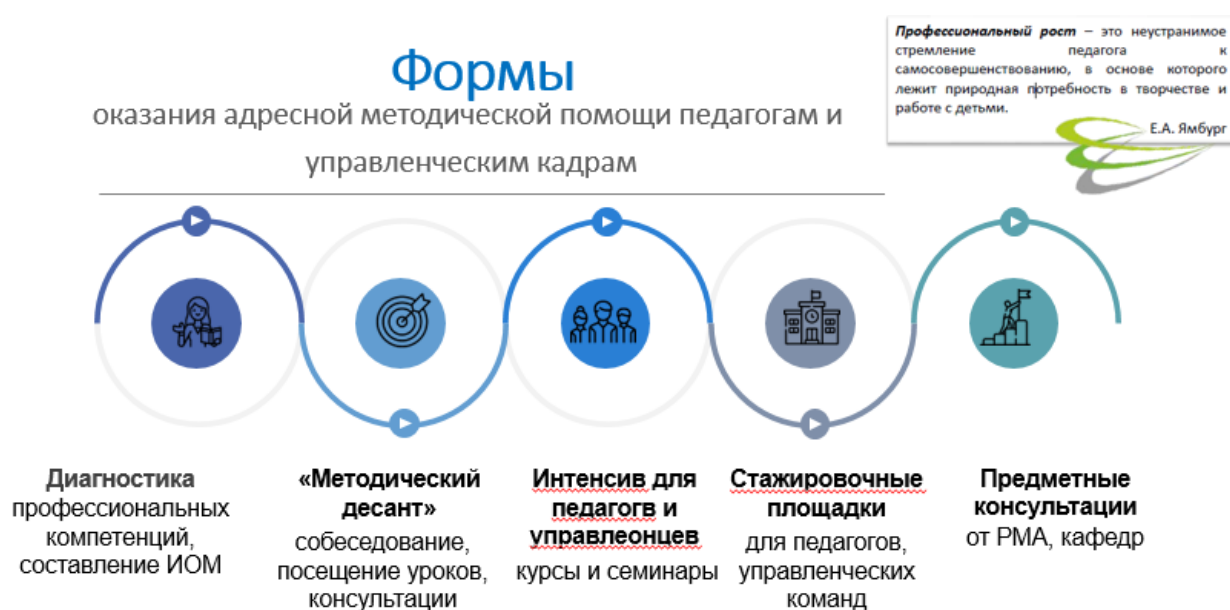 Формы
оказания адресной методической помощи педагогам и
управленческим кадрам
Профессиональный рост – это неустранимое
стремление педагога к
самосовершенствованию, в основе которого
лежит природная потребность в творчестве и
работе с детьми.
Е.А. Ямбург
Диагностика
профессиональных
компетенций,
составление ИОМ
«Методический
десант»
собеседование,
посещение уроков,
консультации
Интенсив для
педагогв и
управлеонцев
курсы и семинары
Стажировочные
площадки
для педагогов,
управленческих
команд
Предметные
консультации
от РМА, кафедр